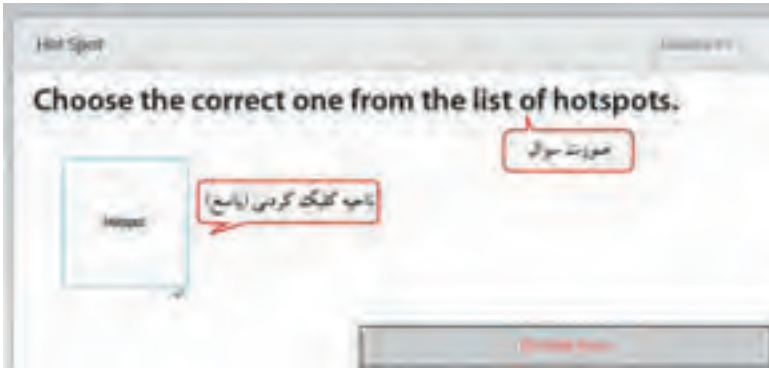 Hot Spot
Choose the correct one from the list of hotspots.
صورت سوال
ناحیه کلیک کردنی (پاسخ)
Hotspot